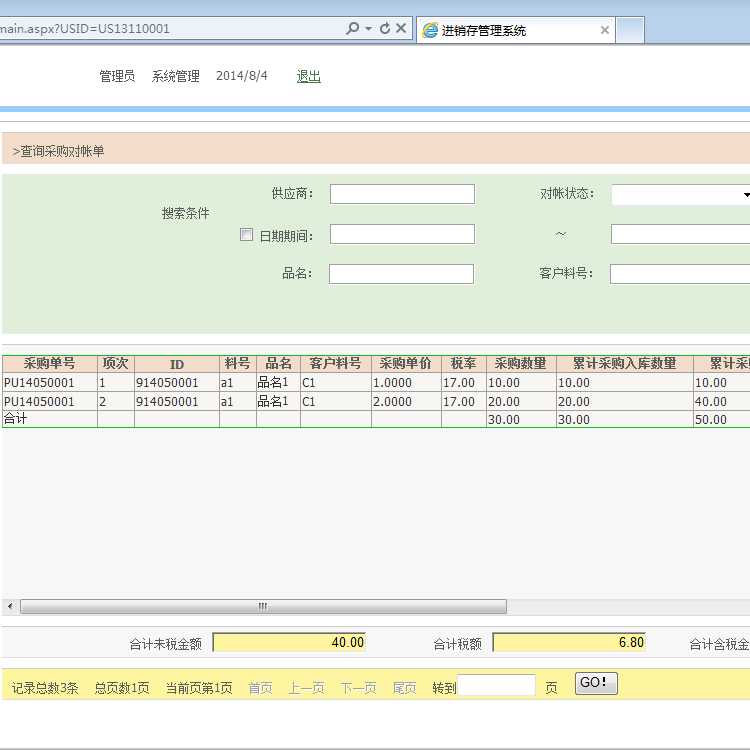 main.aspx?USID=US13110001 进销存管理系统
管理员 系统管理 2014/8/4 退出
>查询采购对帐单
供应商： 对帐状态：
搜索条件
日期期间： ～
品名： 客户料号：
采购单号 项次 ID 料号 品名 客户料号 采购单价 税率 采购数量 累计采购入库数量 累计采
PU14050001 1 914050001 a1 品名1 C1 1.0000 17.00 10.00 10.00 10.00
PU14050001 2 914050001 a1 品名1 C1 2.0000 17.00 20.00 20.00 40.00
合计 30.00 30.00 50.00
合计未税金额 40.00 合计税额 6.80 合计含税金
记录总数3条 总页数1页 当前页第1页 首页 上一页 下一页 尾页 转到 页 GO!